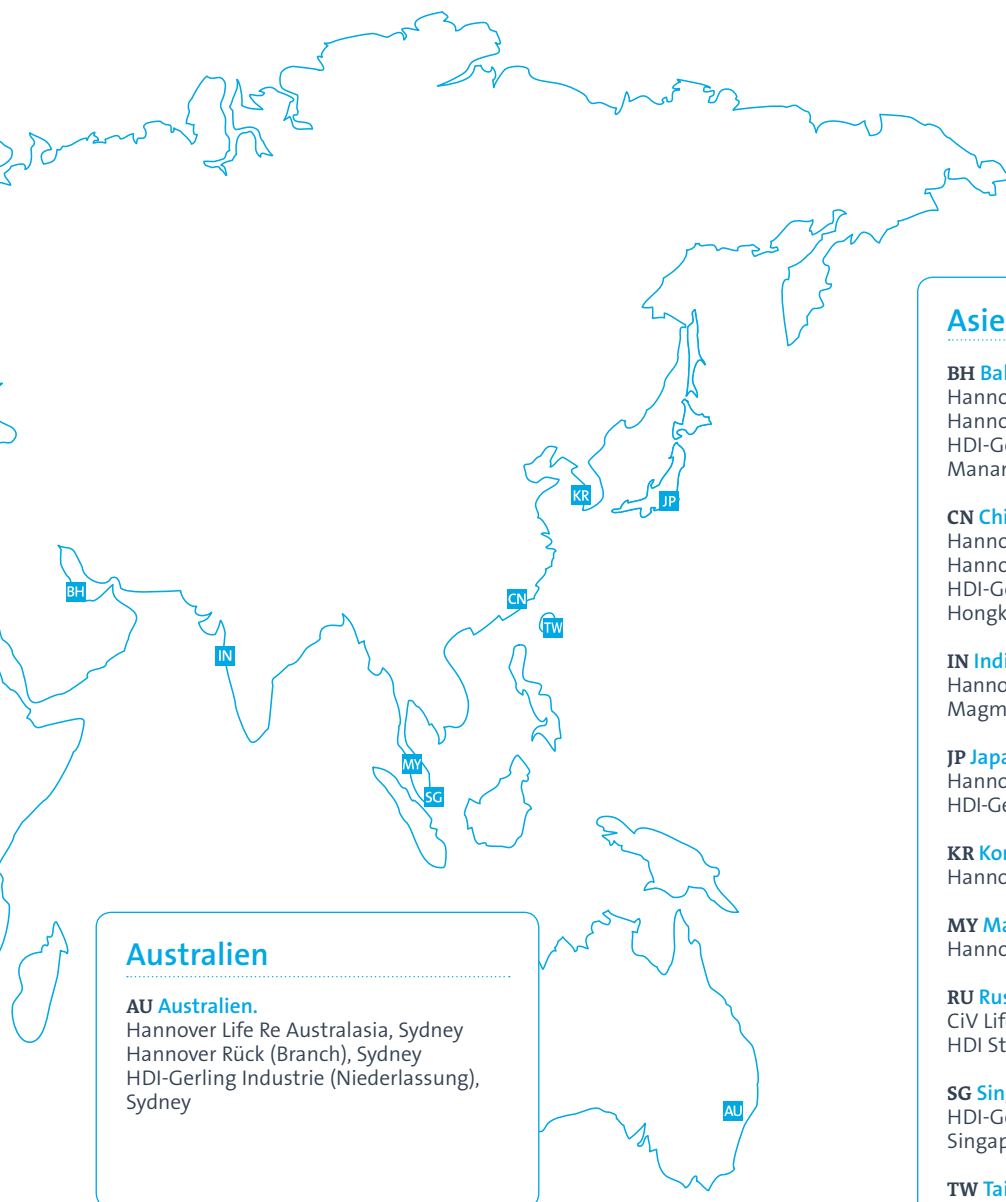 KR
JP
BH
CN
TW
IN
MY
SG
AU
Australien
AU Australien.
Hannover Life Re Australasia, Sydney
Hannover Rück (Branch), Sydney
HDI-Gerling Industrie (Niederlassung),
Sydney
Asie
BH Ba
Hanno
Hanno
HDI-Ge
Mana
CN Chi
Hanno
Hanno
HDI-Ge
Hongk
IN Indi
Hanno
Magm
JP Japa
Hanno
HDI-Ge
KR Kor
Hanno
MY Ma
Hanno
RU Rus
CiV Lif
HDI St
SG Sin
HDI-Ge
Singap
TW Tai